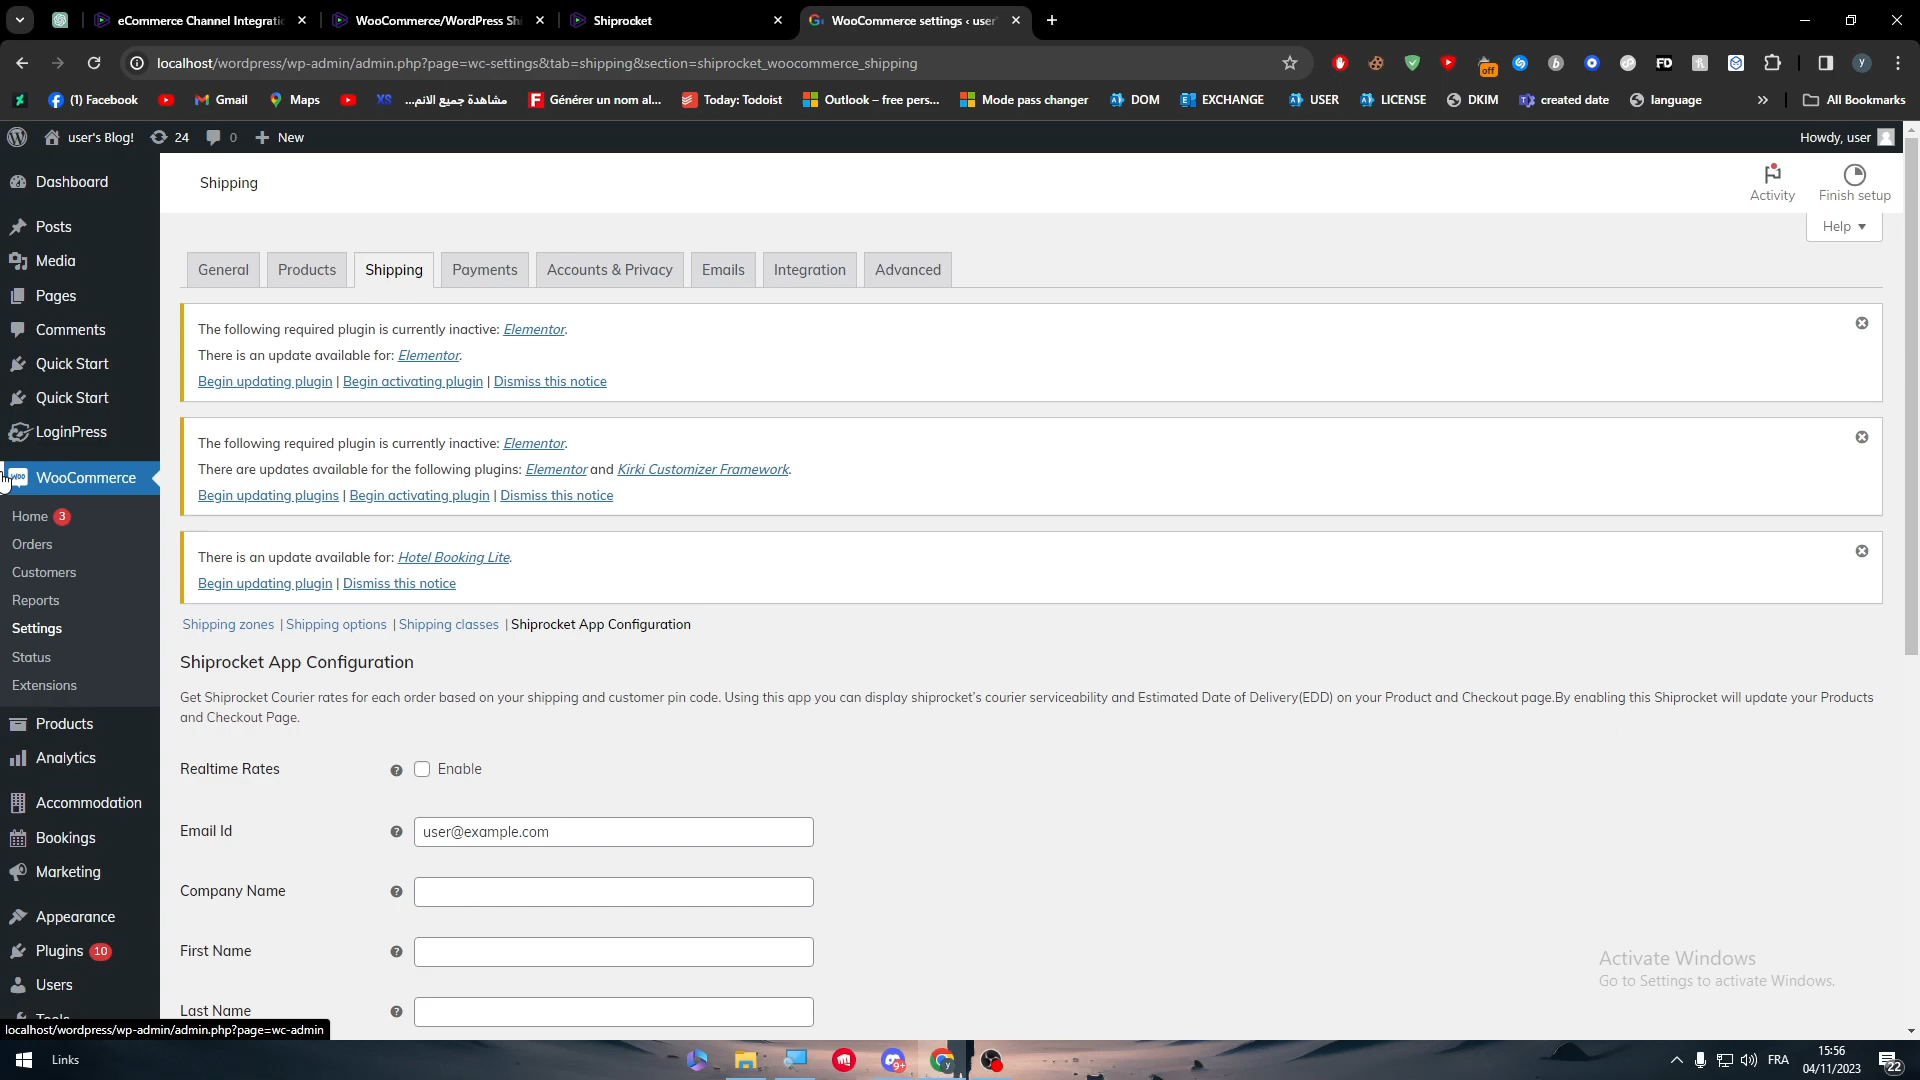 eCommerce Channel Integratio
WooCommerce/WordPress Shi
Shiprocket
WooCommerce settings ‹ user'
localhost/wordpress/wp-admin/admin.php?page=wc-settings&tab=shipping&section=shiprocket_woocommerce_shipping
off
FD
y
(1) Facebook
Gmail
Maps
XS
مشاهدة جميع الانم...
Générer un nom al...
Today: Todoist
Outlook – free pers...
Mode pass changer
DOM
EXCHANGE
USER
LICENSE
DKIM
created date
language
»
All Bookmarks
user's Blog!
24
0
New
Howdy, user
Dashboard
Posts
Media
Pages
Comments
Quick Start
Quick Start
LoginPress
WooCommerce
Home 3
Orders
Customers
Reports
Settings
Status
Extensions
Products
Analytics
Accommodation
Bookings
Marketing
Appearance
Plugins 10
Users
Tools
Shipping
Activity
Finish setup
Help
General
Products
Shipping
Payments
Accounts & Privacy
Emails
Integration
Advanced
The following required plugin is currently inactive: Elementor.
There is an update available for: Elementor.
Begin updating plugin | Begin activating plugin | Dismiss this notice
The following required plugin is currently inactive: Elementor.
There are updates available for the following plugins: Elementor and Kirki Customizer Framework.
Begin updating plugins | Begin activating plugin | Dismiss this notice
There is an update available for: Hotel Booking Lite.
Begin updating plugin | Dismiss this notice
Shipping zones | Shipping options | Shipping classes | Shiprocket App Configuration
Shiprocket App Configuration
Get Shiprocket Courier rates for each order based on your shipping and customer pin code. Using this app you can display shiprocket's courier serviceability and Estimated Date of Delivery(EDD) on your Product and Checkout page.By enabling this Shiprocket will update your Products
and Checkout Page.
Realtime Rates
Enable
Email Id
user@example.com
Company Name
First Name
Last Name
Activate Windows
Go to Settings to activate Windows.
localhost/wordpress/wp-admin/admin.php?page=wc-admin
Links
9+
FRA
15:56
04/11/2023
22